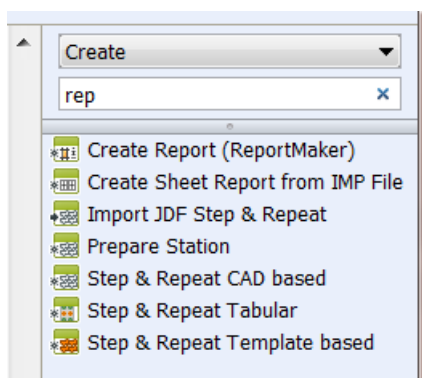 Create
rep
Create Report (ReportMaker)
Create Sheet Report from IMP File
Import JDF Step & Repeat
Prepare Station
Step & Repeat CAD based
Step & Repeat Tabular
Step & Repeat Template based